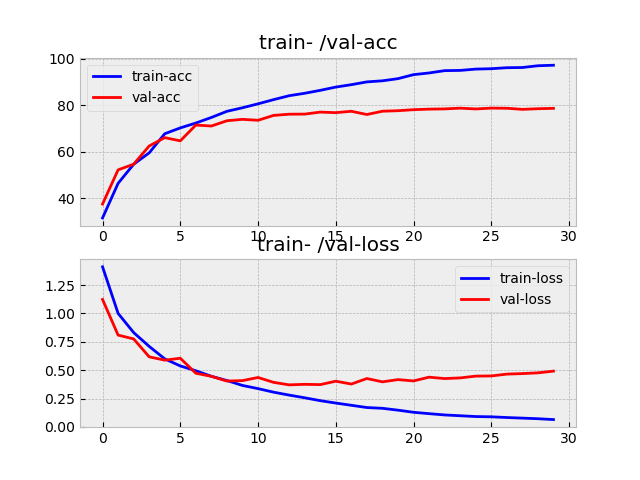 train- /val-acc
100
80
60
40
train-acc
val-acc
0 5 10 15 20 25 30
train- /val-loss
1.25
1.00
0.75
0.50
0.25
0.00
train-loss
val-loss
0 5 10 15 20 25 30